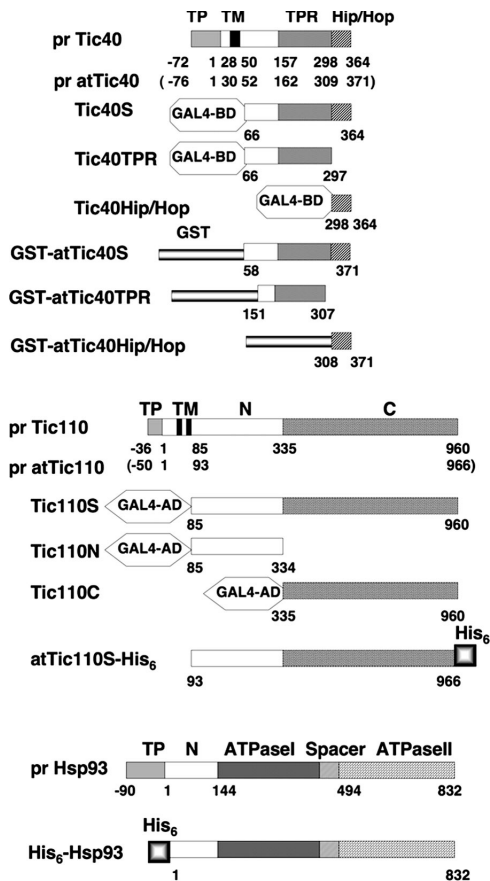 TP TM TPR Hip/Hop
pr Tic40
-72 1 28 50 157 298 364
pr atTic40 (-76 1 30 52 162 309 371)
Tic40S GAL4-BD
66 364
Tic40TPR GAL4-BD
66 297
Tic40Hip/Hop GAL4-BD
298 364
GST
GST-atTic40S
58 371
GST-atTic40TPR
151 307
GST-atTic40Hip/Hop
308 371
TP TM N C
pr Tic110
-36 1 85 335 960
pr atTic110 (-50 1 93 966)
Tic110S GAL4-AD
85 960
Tic110N GAL4-AD
85 334
Tic110C GAL4-AD
335 960
His6
atTic110S-His6
93 966
TP N ATPaseI Spacer ATPaseII
pr Hsp93
-90 1 144 494 832
His6
His6-Hsp93
1 832